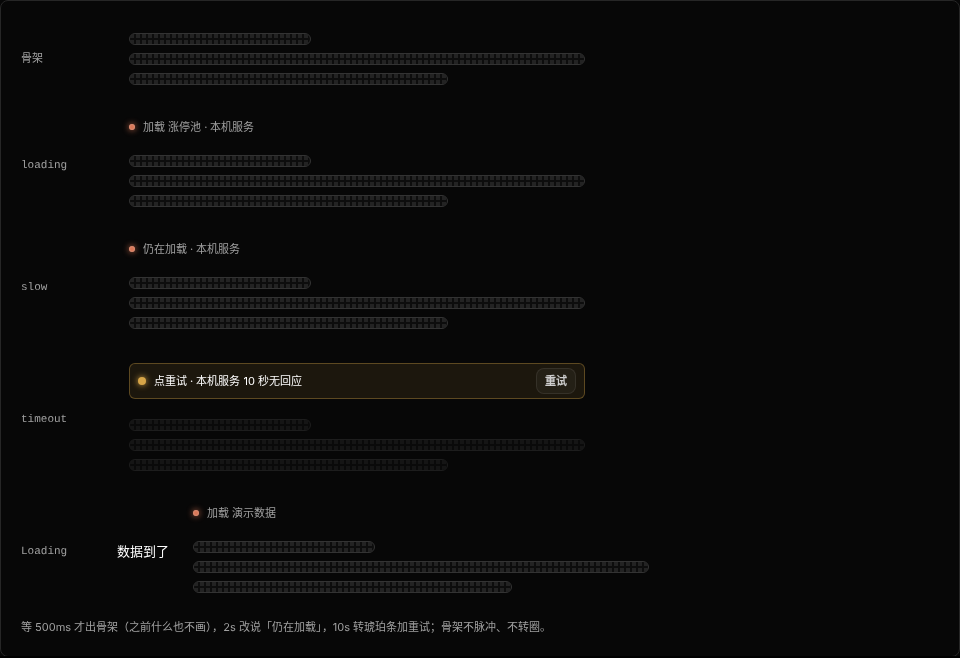 骨架
加载 涨停池 · 本机服务
loading
仍在加载 · 本机服务
slow
点重试 · 本机服务 10 秒无回应
重试
timeout
加载 演示数据
Loading
数据到了
等 500ms 才出骨架（之前什么也不画），2s 改说「仍在加载」，10s 转琥珀条加重试；骨架不脉冲、不转圈。